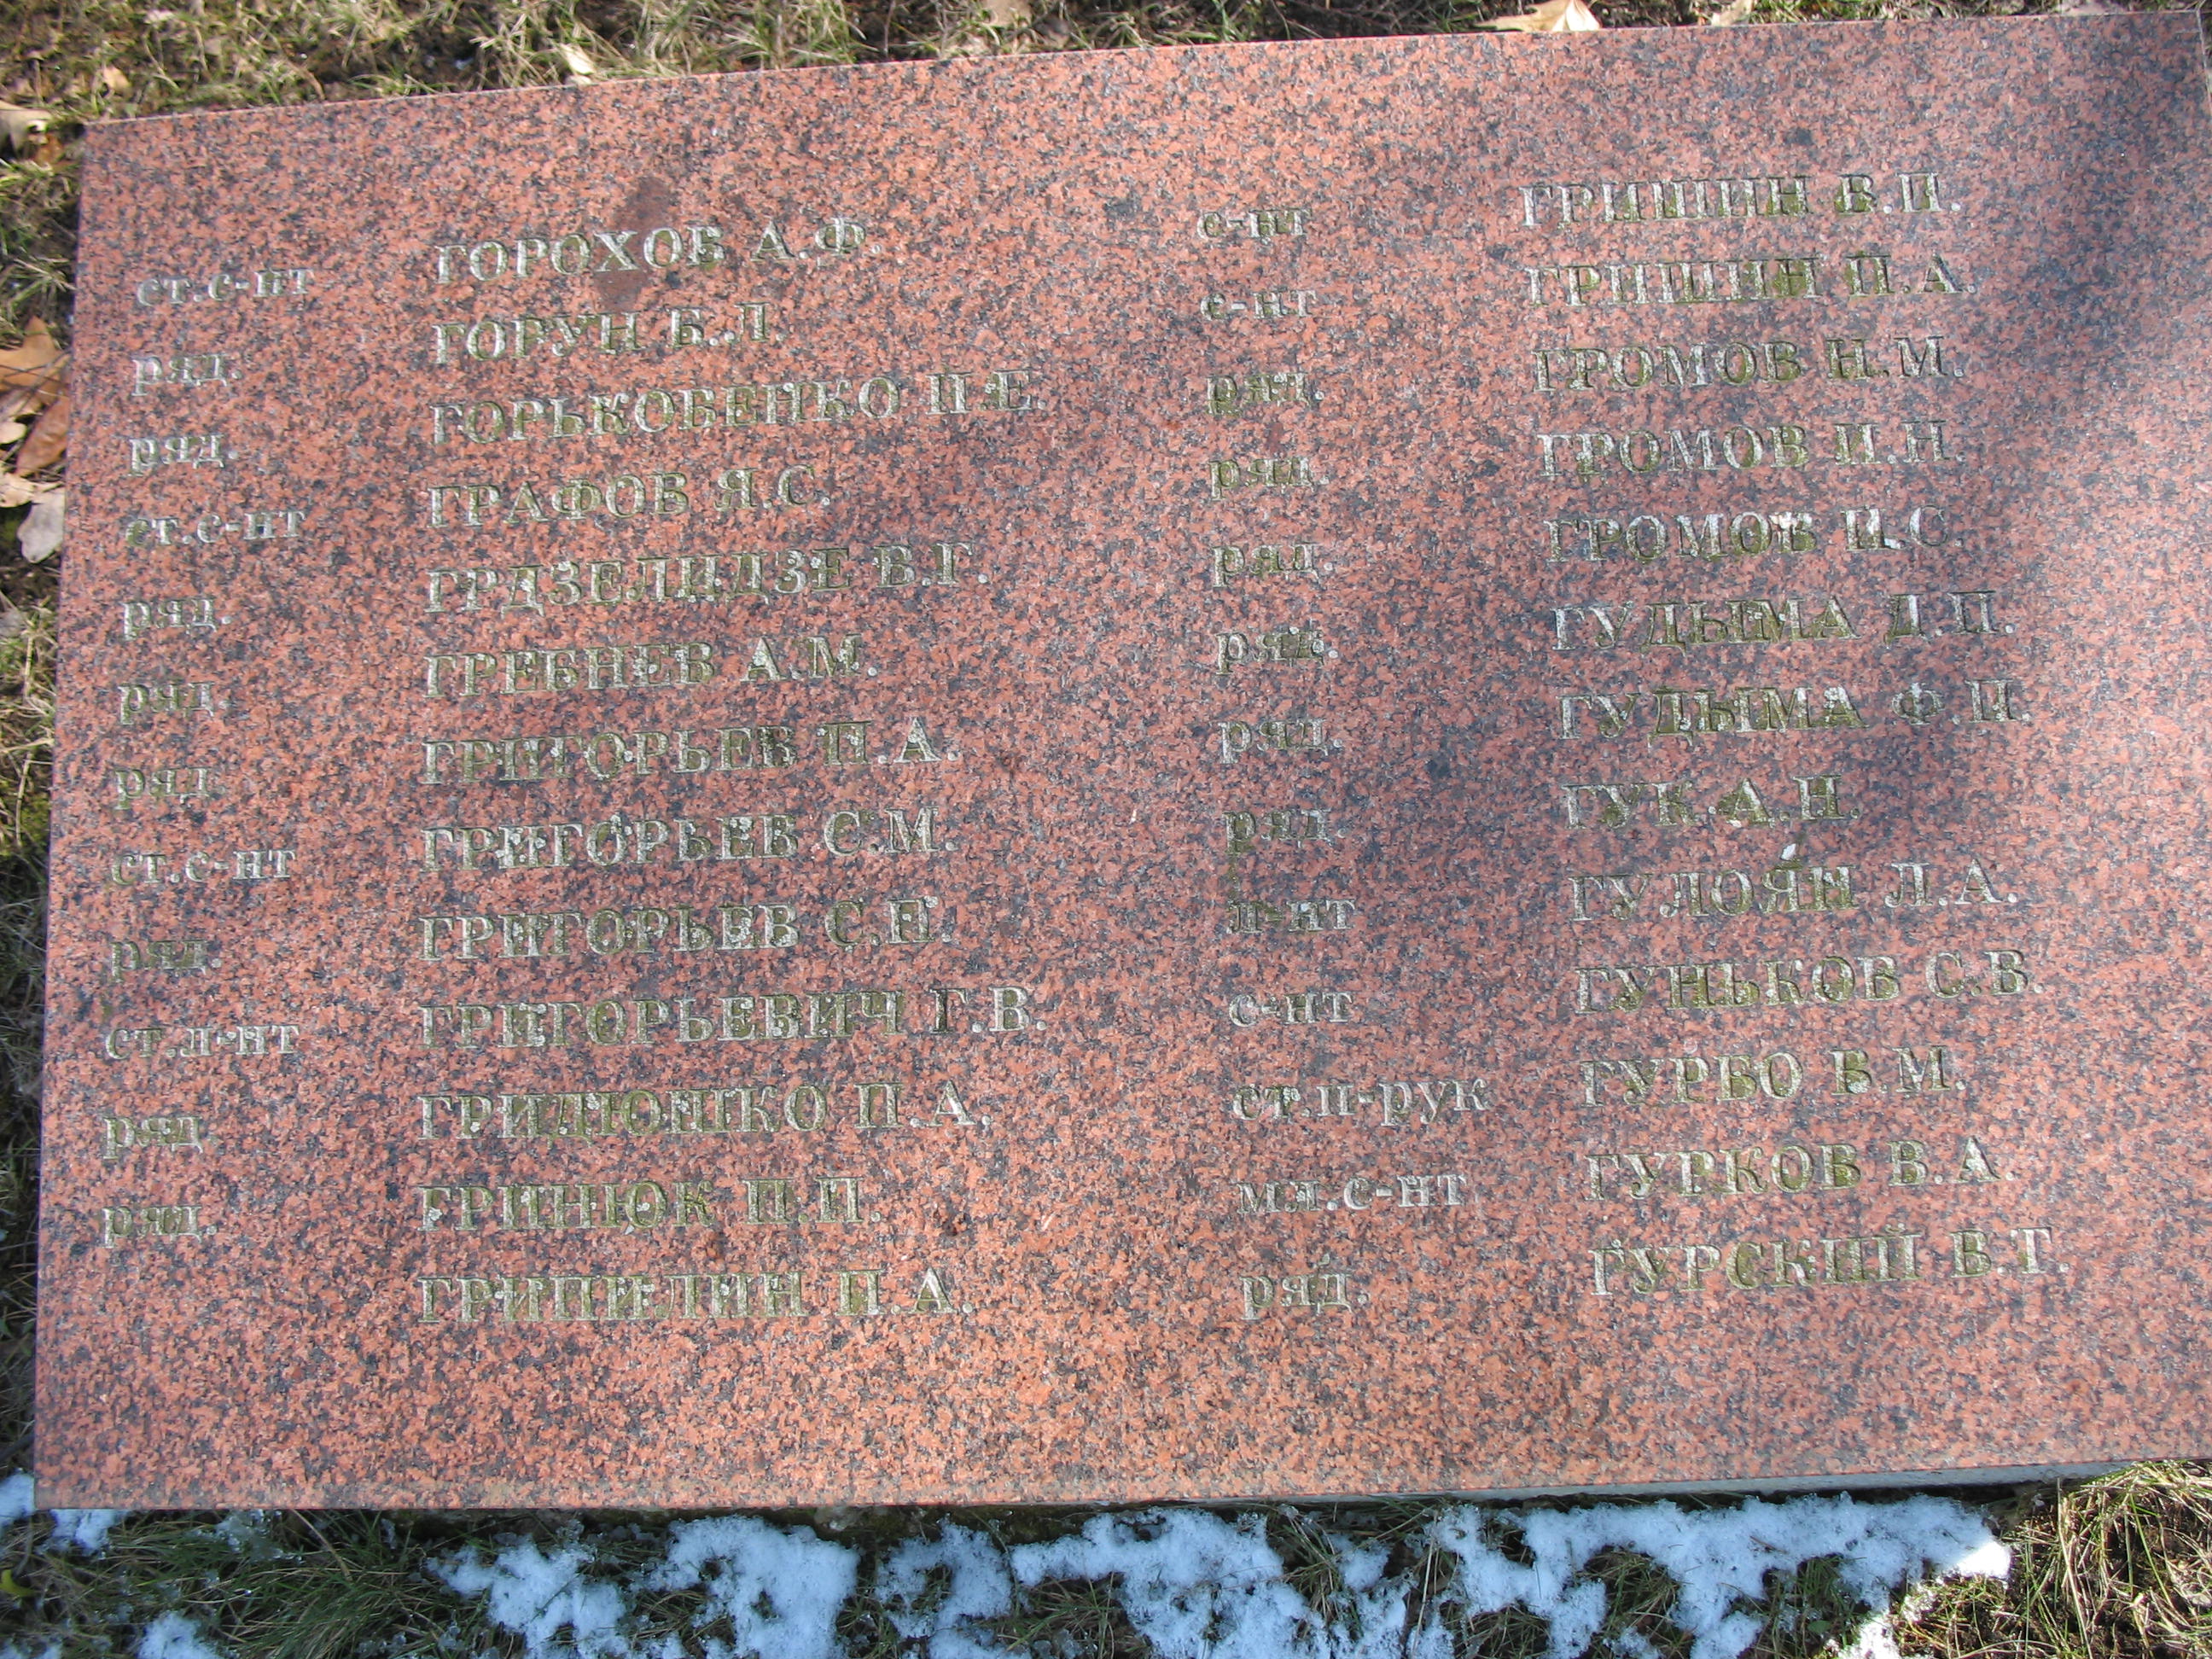 ст.с-нт ГОРОХОВ А.Ф.
ряд. ГОРУН Б.Л.
ряд. ГОРЬКОВЕНКО П.Е.
ст.с-нт ГРАФОВ Я.С.
ряд. ГРДЗЕЛИДЗЕ В.Г.
ряд. ГРЕБНЕВ А.М.
ряд. ГРИГОРЬЕВ П.А.
ст.с-нт ГРИГОРЬЕВ С.М.
ряд. ГРИГОРЬЕВ С.Н.
ст.л-нт ГРИГОРЬЕВИЧ Г.В.
ряд. ГРИДЮШКО П.А.
ряд. ГРИНЮК П.П.
ГРИПИЛИН П.А.
с-нт ГРИШИН В.П.
с-нт ГРИШИН П.А.
ряд. ГРОМОВ Н.М.
ряд. ГРОМОВ И.Н.
ряд. ГРОМОВ И.С.
ряд. ГУДЫМА Д.П.
ряд. ГУДЫМА Ф.П.
ряд. ГУК А.Н.
л-нт ГУЛОЯН Л.А.
с-нт ГУНЬКОВ С.В.
ст.п-рук ГУРБО В.М.
мл.с-нт ГУРКОВ В.А.
ряд. ГУРСКИЙ В.Т.